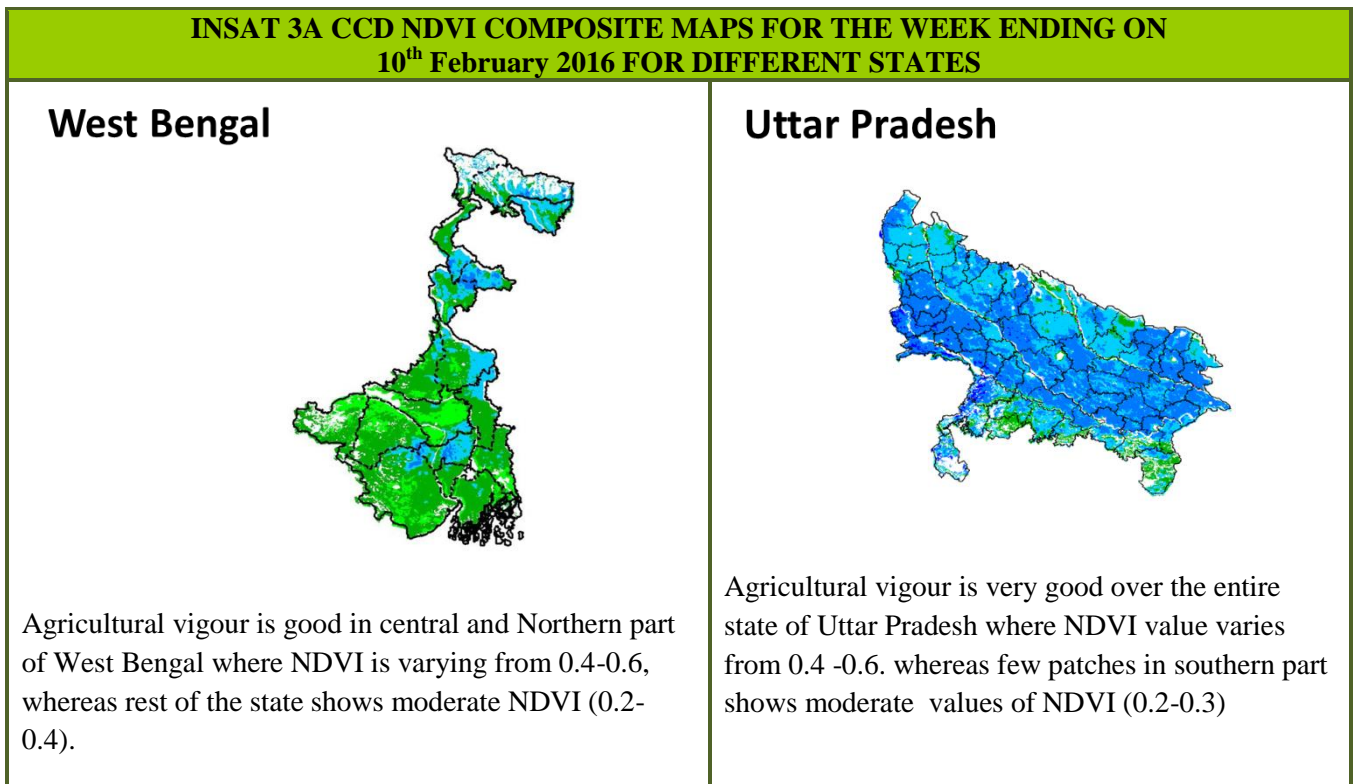 INSAT 3A CCD NDVI COMPOSITE MAPS FOR THE WEEK ENDING ON
10th February 2016 FOR DIFFERENT STATES
West Bengal
Agricultural vigour is good in central and Northern part
of West Bengal where NDVI is varying from 0.4-0.6,
whereas rest of the state shows moderate NDVI (0.2-
0.4).
Uttar Pradesh
Agricultural vigour is very good over the entire
state of Uttar Pradesh where NDVI value varies
from 0.4 -0.6. whereas few patches in southern part
shows moderate  values of NDVI (0.2-0.3)